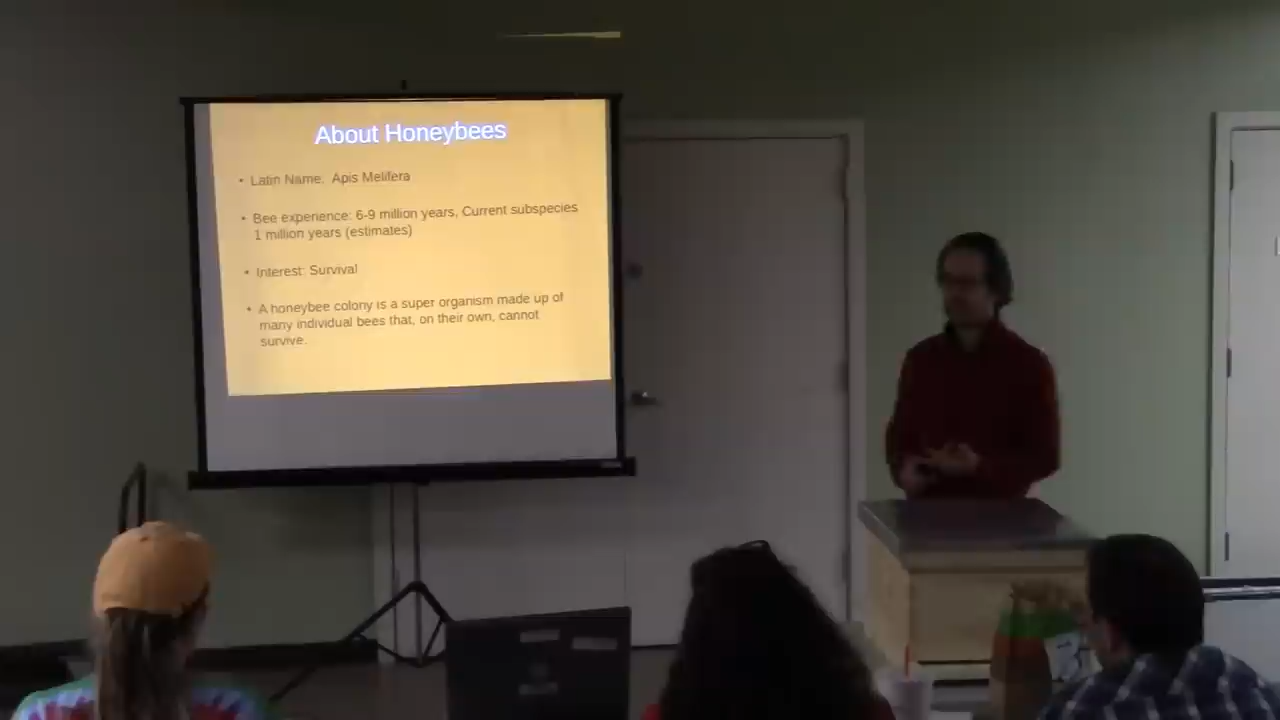 About Honeybees
• Latin Name: Apis Melifera
• Bee experience: 6-9 million years, Current subspecies
1 million years (estimates)
• Interest: Survival
• A honeybee colony is a super organism made up of
many individual bees that, on their own, cannot
survive.